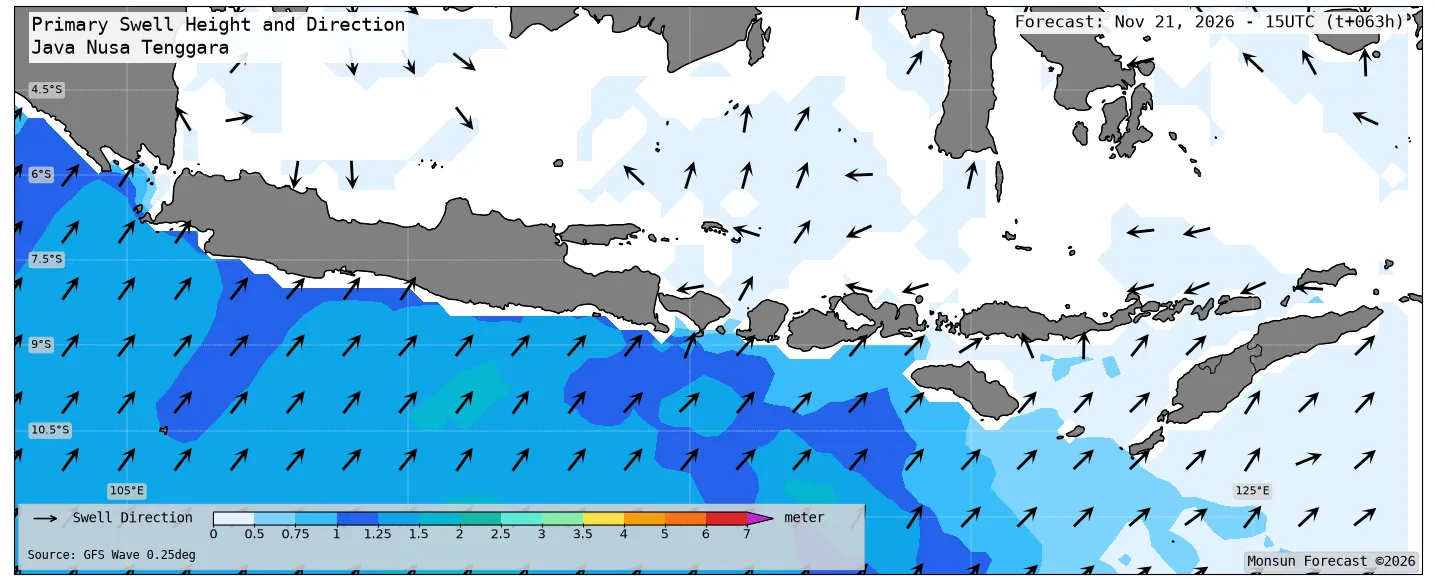 Primary Swell Height and Direction
Java Nusa Tenggara
Forecast: Nov 21, 2026 - 15UTC (t+063h)
4.5°S
6°S
7.5°S
9°S
10.5°S
105°E
125°E
Swell Direction
meter
0 0.5 0.75 1 1.25 1.5 2 2.5 3 3.5 4 5 6 7
Source: GFS Wave 0.25deg
Monsun Forecast ©2026